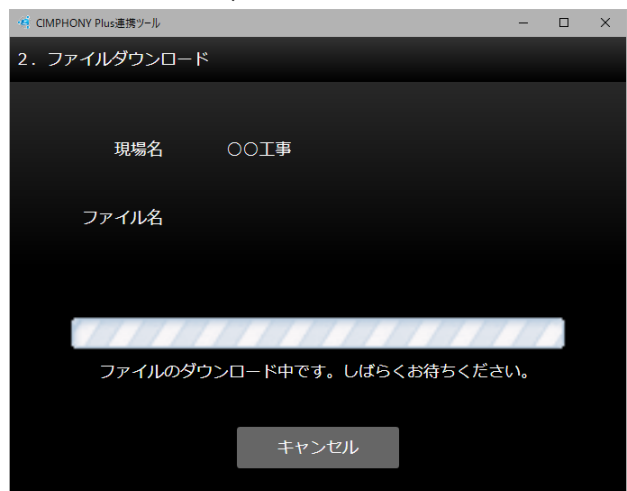 CIMPHONY Plus連携ツール
2．ファイルダウンロード
現場名 〇〇工事
ファイル名
ファイルのダウンロード中です。しばらくお待ちください。
キャンセル